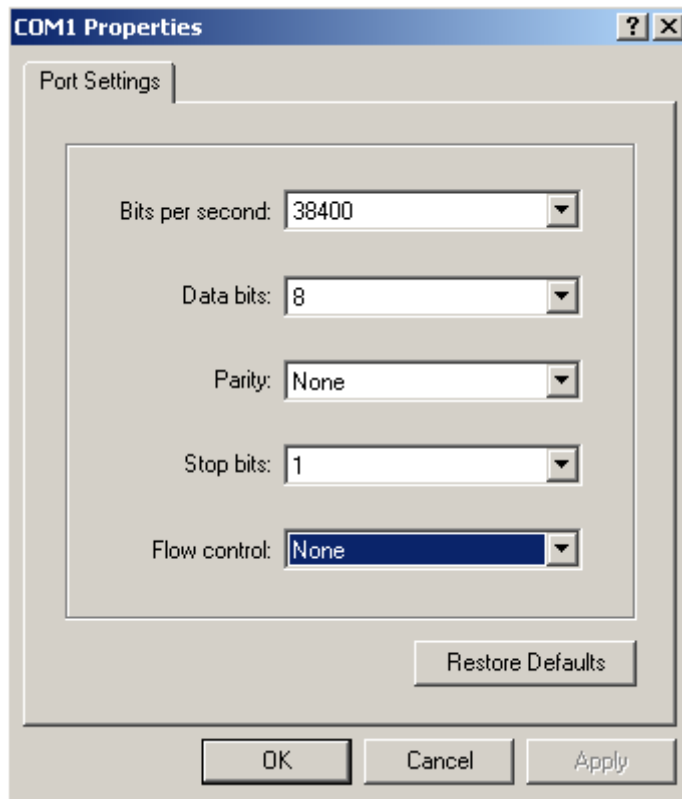 COM1 Properties
Port Settings
Bits per second: 38400
Data bits: 8
Parity: None
Stop bits: 1
Flow control: None
Restore Defaults
OK Cancel Apply